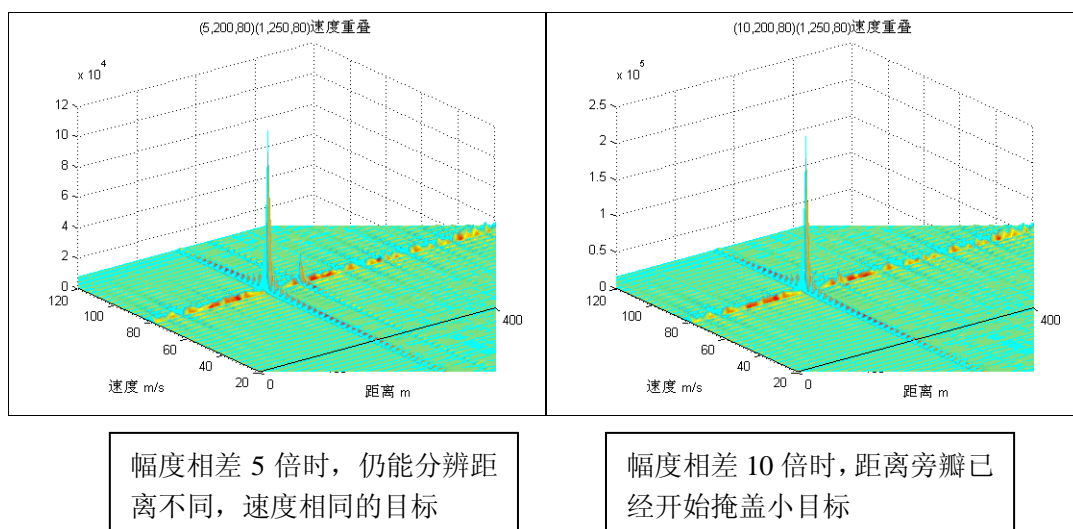 (5,200,80)(1,250,80)速度重叠
x 10^4
12
10
8
6
4
2
0
120
100
80
60
40
20
0
400
速度 m/s
距离 m
(10,200,80)(1,250,80)速度重叠
x 10^5
2.5
2
1.5
1
0.5
0
120
100
80
60
40
20
0
400
速度 m/s
距离 m
幅度相差 5 倍时，仍能分辨距
离不同，速度相同的目标
幅度相差 10 倍时，距离旁瓣已
经开始掩盖小目标